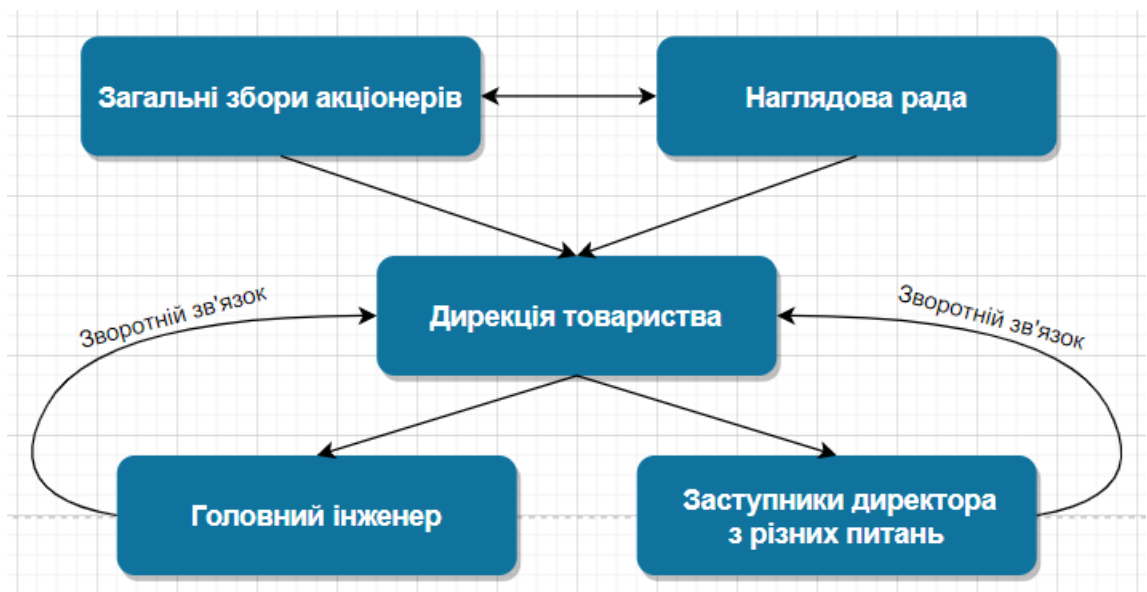 Загальні збори акціонерів
Наглядова рада
Зворотній зв'язок
Дирекція товариства
Зворотній зв'язок
Головний інженер
Заступники директора
з різних питань